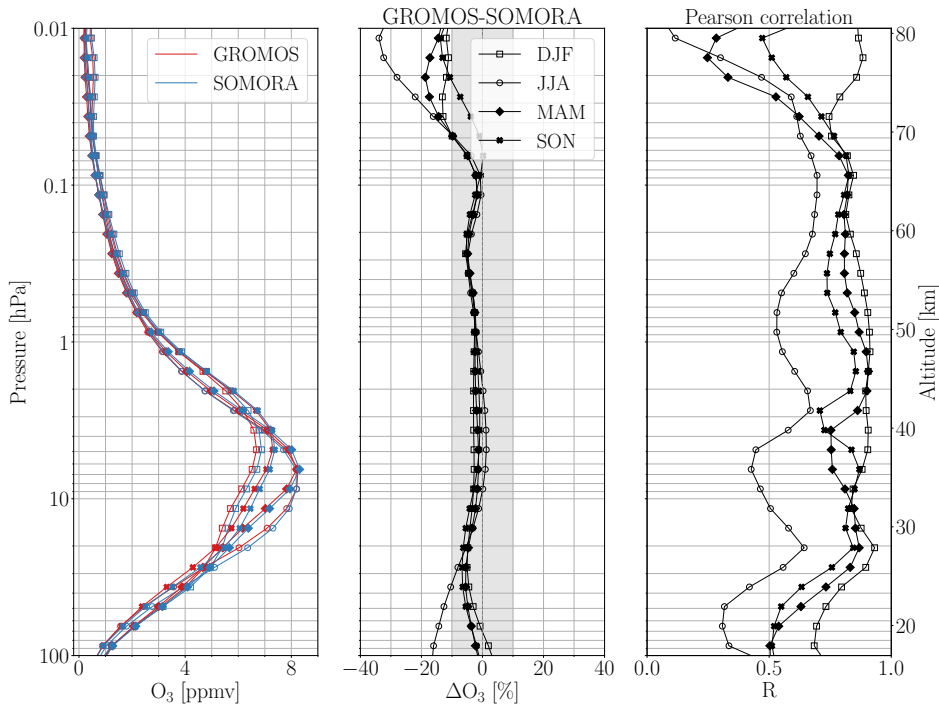 GROMOS-SOMORA
Pearson correlation
GROMOS
SOMORA
DJF
JJA
MAM
SON
0.01
0.1
1
10
100
Pressure [hPa]
80
70
60
50
40
30
20
Altitude [km]
0 2 4 6 8
−40 −20 0 20 40
0.0 0.5 1.0
O₃ [ppmv]
ΔO₃ [%]
R